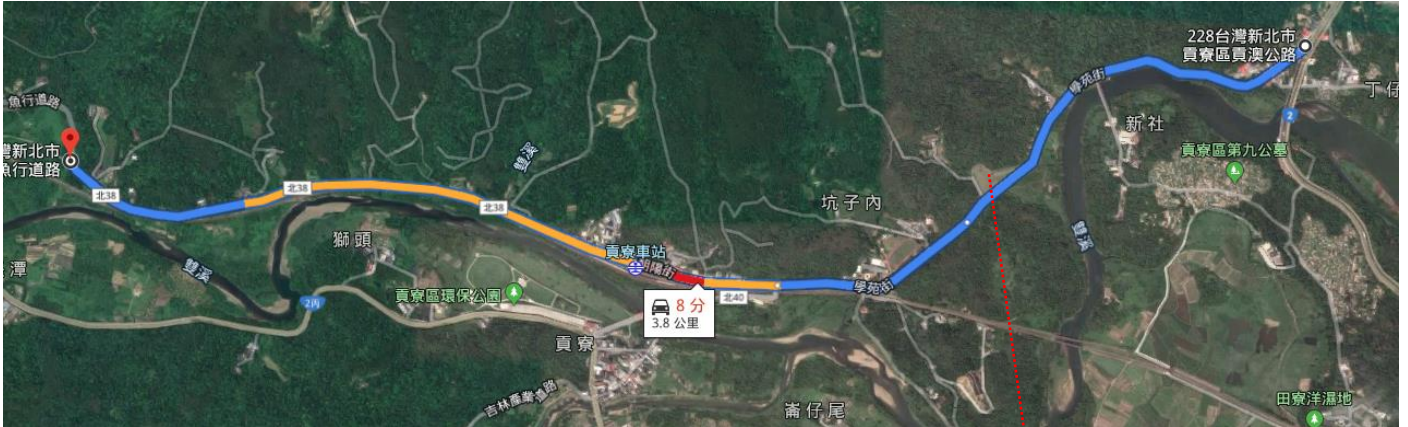 228台灣新北市
貢寮區貢澳公路
學苑街
丁仔
新社
2
貢寮區第九公墓
魚行道路
灣新北市
魚行道路
北38
北38
北38
雙溪
坑子內
獅頭
雙溪
雙溪
潭
貢寮車站
朝陽街
2丙
貢寮區環保公園
北40
學苑街
8 分
3.8 公里
貢寮
吉林產業道路
崙仔尾
田寮洋濕地